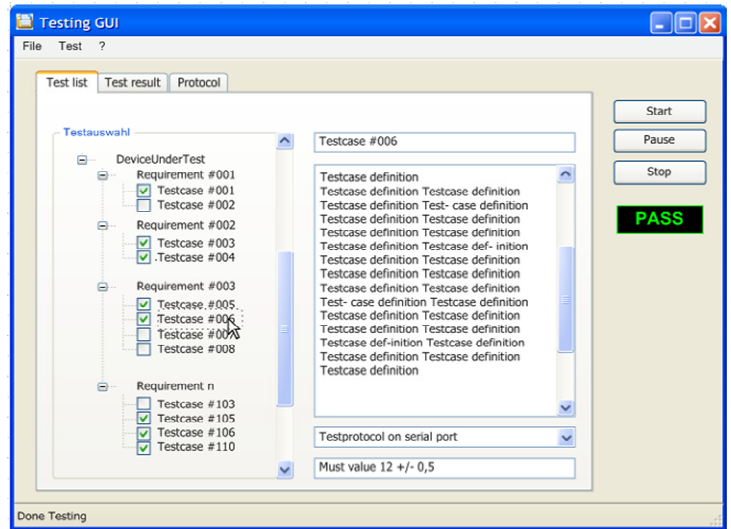 Testing GUI
File Test ?
Test list Test result Protocol
Testauswahl
DeviceUnderTest
Requirement #001
Testcase #001
Testcase #002
Requirement #002
Testcase #003
.Testcase #004
Requirement #003
Testcase #005
Testcase #006
Testcase #007
Testcase #008
Requirement n
Testcase #103
Testcase #105
Testcase #106
Testcase #110
Testcase #006
Testcase definition
Testcase definition Testcase definition
Testcase definition Test- case definition
Testcase definition Testcase definition
Testcase definition Testcase definition
Testcase definition Testcase def- inition
Testcase definition Testcase definition
Testcase definition Testcase definition
Testcase definition Testcase definition
Test- case definition Testcase definition
Testcase definition Testcase definition
Testcase definition Testcase definition
Testcase def-inition Testcase definition
Testcase definition Testcase definition
Testcase definition
Testprotocol on serial port
Must value 12 +/- 0,5
Start
Pause
Stop
PASS
Done Testing